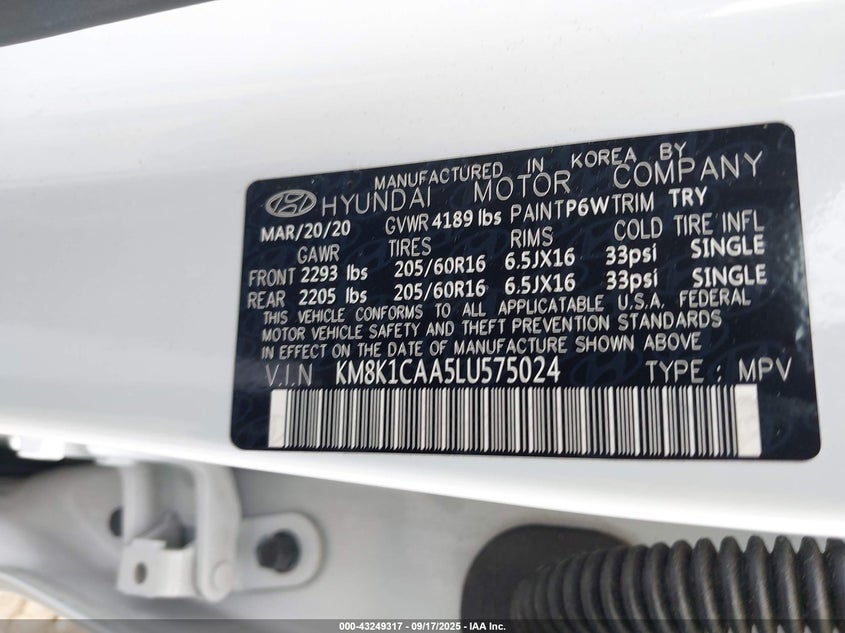 MANUFACTURED IN KOREA BY
HYUNDAI MOTOR COMPANY
MAR/20/20 GVWR 4189 lbs PAINT P6W TRIM TRY
GAWR TIRES RIMS COLD TIRE INFL
FRONT 2293 lbs 205/60R16 6.5JX16 33psi SINGLE
REAR 2205 lbs 205/60R16 6.5JX16 33psi SINGLE
THIS VEHICLE CONFORMS TO ALL APPLICABLE U.S.A. FEDERAL
MOTOR VEHICLE SAFETY AND THEFT PREVENTION STANDARDS
IN EFFECT ON THE DATE OF MANUFACTURE SHOWN ABOVE
V.I.N KM8K1CAA5LU575024 TYPE : MPV
000-43249317 - 09/17/2025 - IAA Inc.